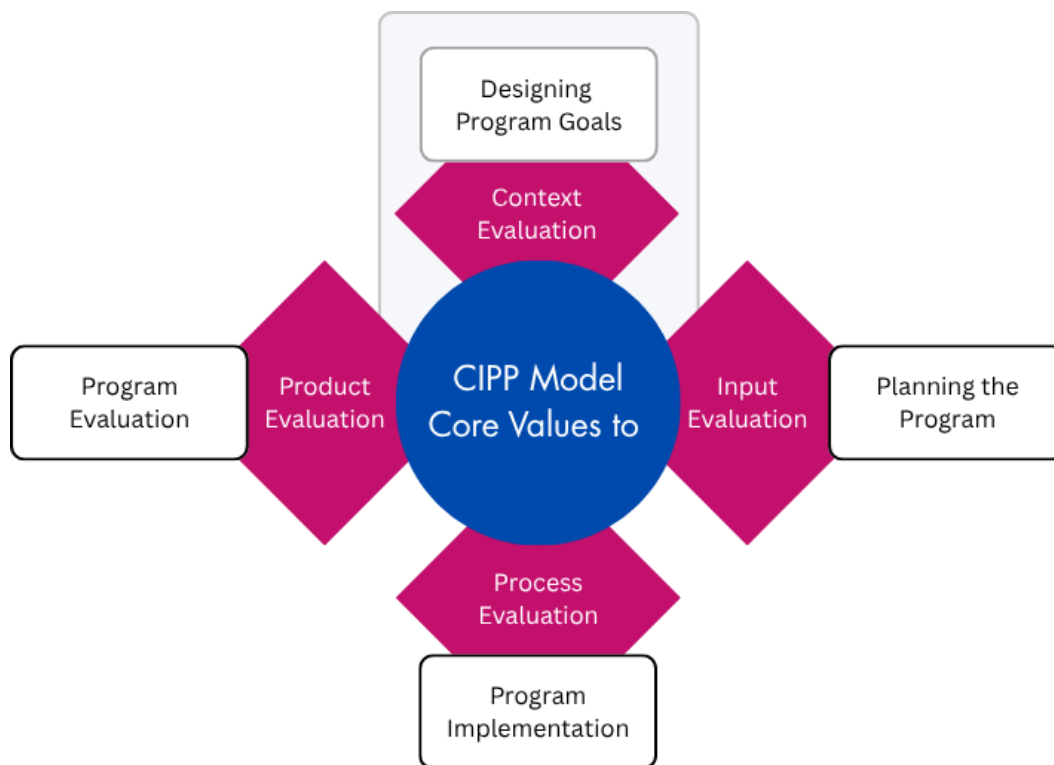 Designing
Program Goals
Context
Evaluation
Program
Evaluation
Product
Evaluation
CIPP Model
Core Values to
Input
Evaluation
Planning the
Program
Process
Evaluation
Program
Implementation